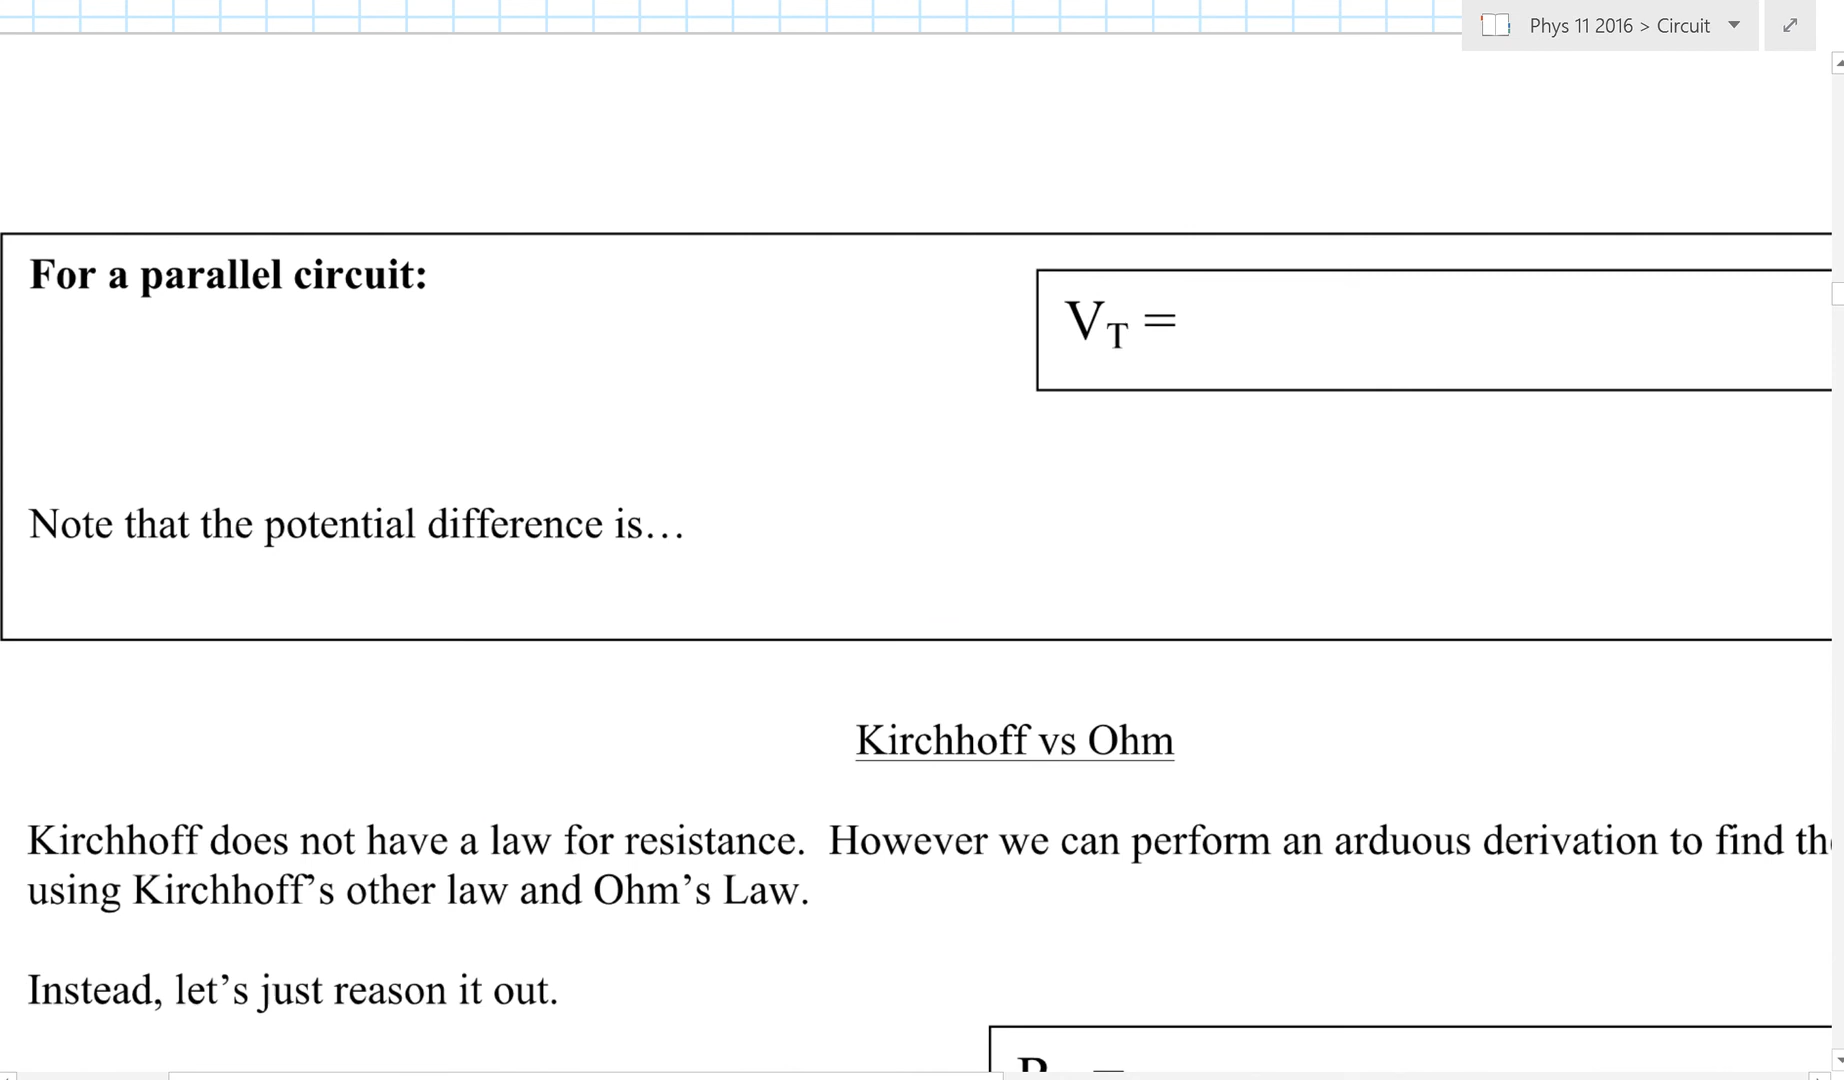 Phys 11 2016 > Circuit
For a parallel circuit:
V_T =
Note that the potential difference is…
Kirchhoff vs Ohm
Kirchhoff does not have a law for resistance. However we can perform an arduous derivation to find
using Kirchhoff’s other law and Ohm’s Law.
Instead, let’s just reason it out.